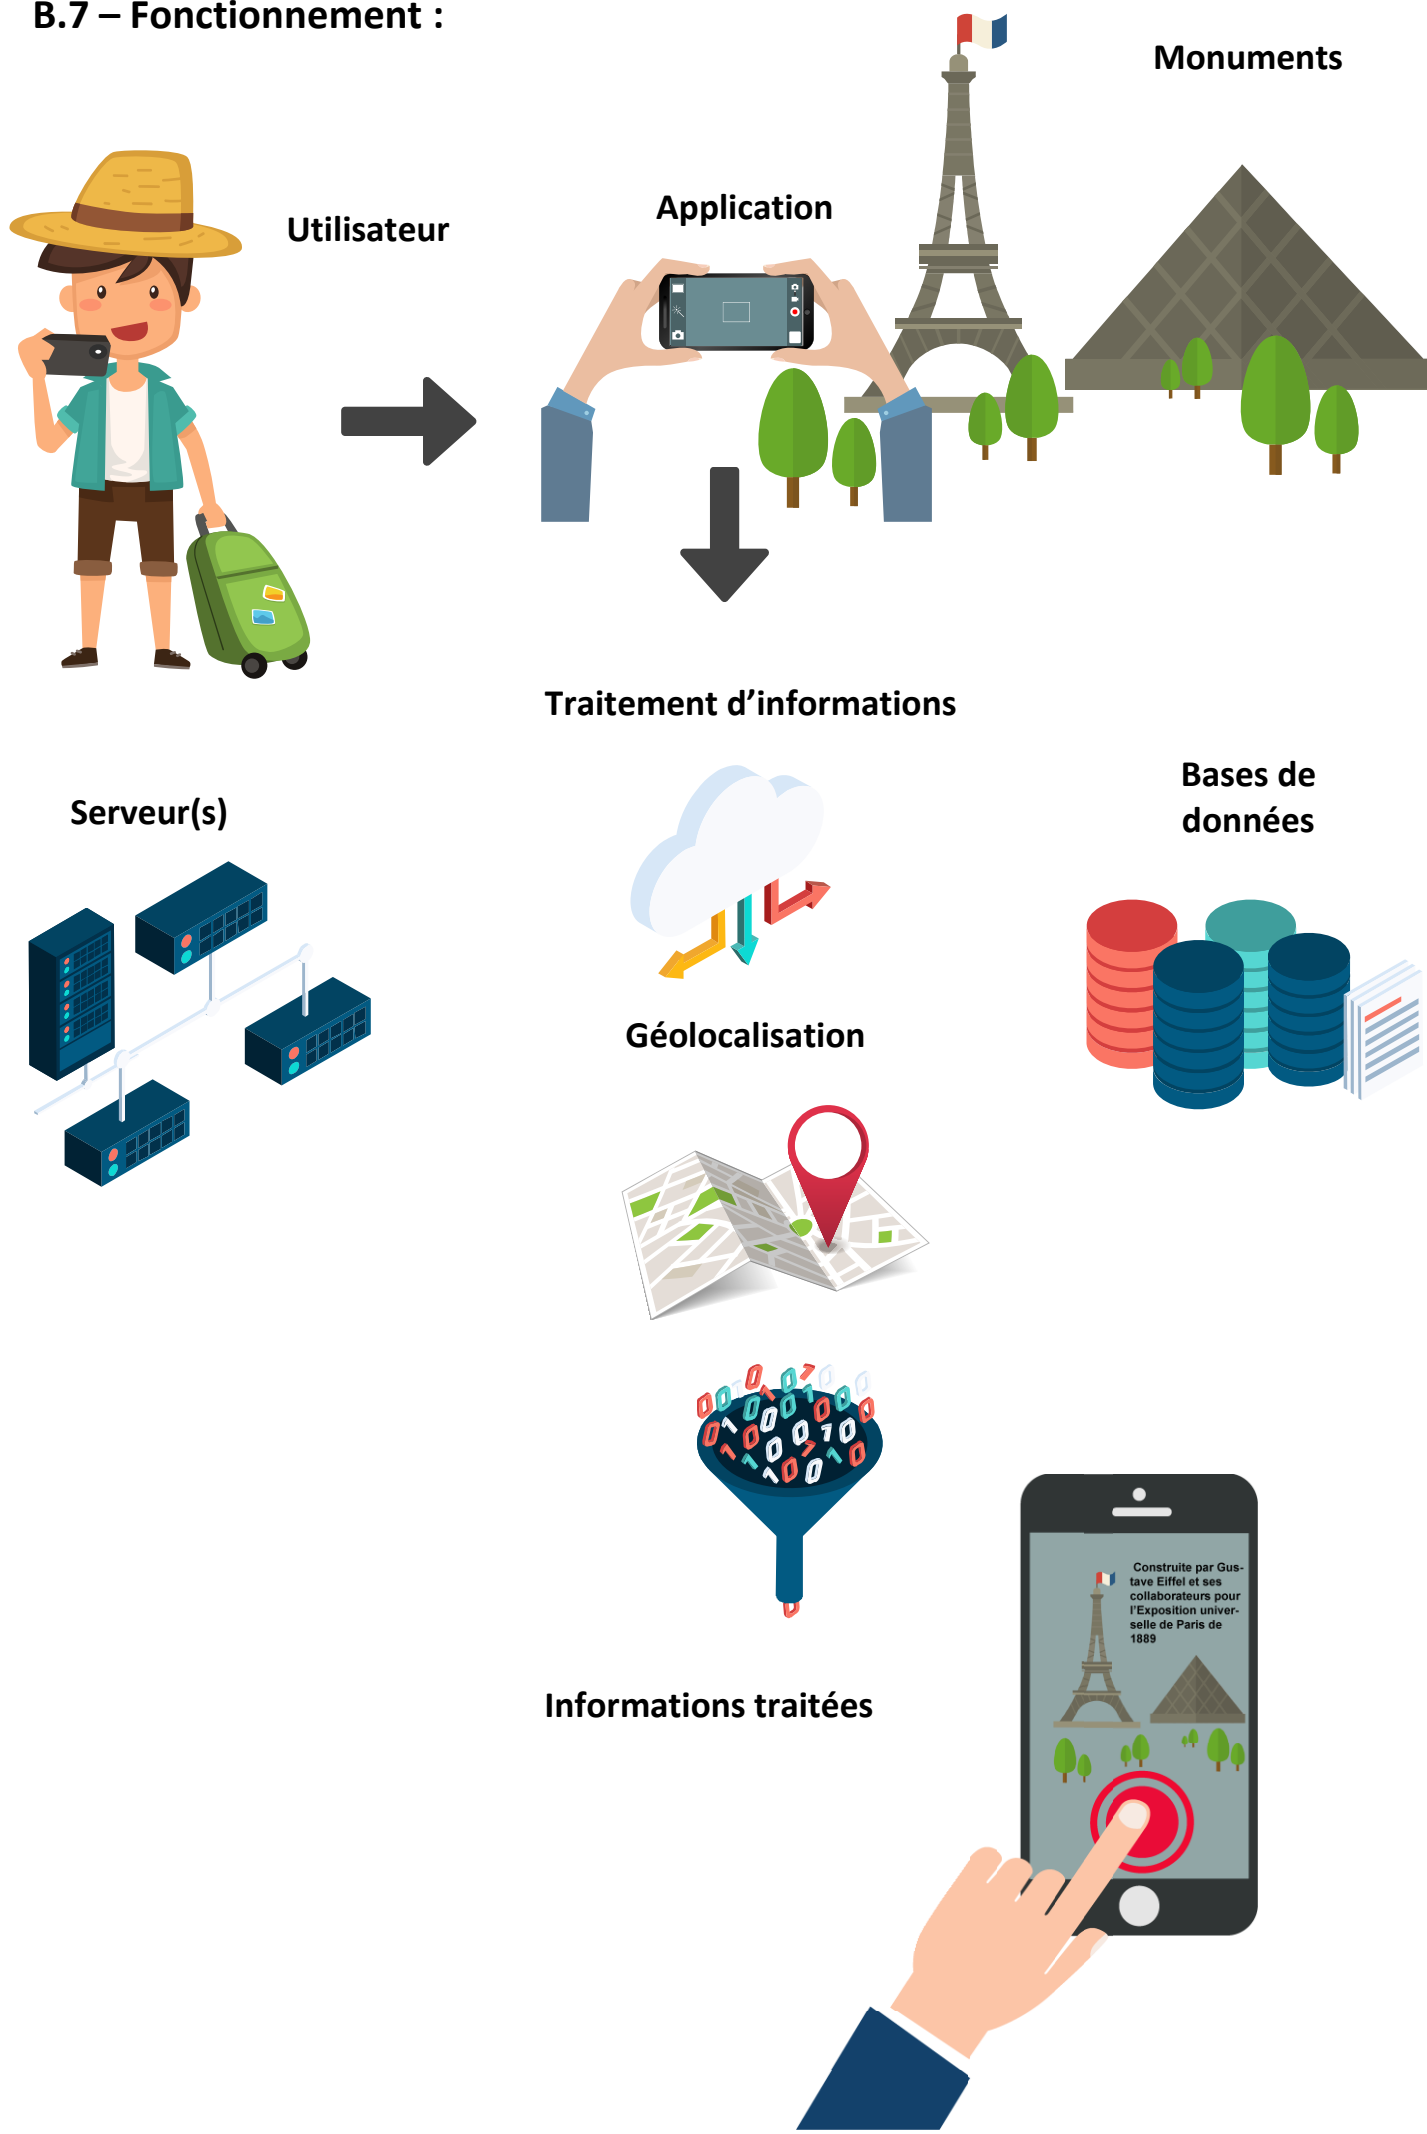 B.7 – Fonctionnement :
Monuments
Application
Utilisateur
Traitement d’informations
Bases de
données
Serveur(s)
Géolocalisation
Construite par Gus-
tave Eiffel et ses
collaborateurs pour
l’Exposition univer-
selle de Paris de
1889
Informations traitées